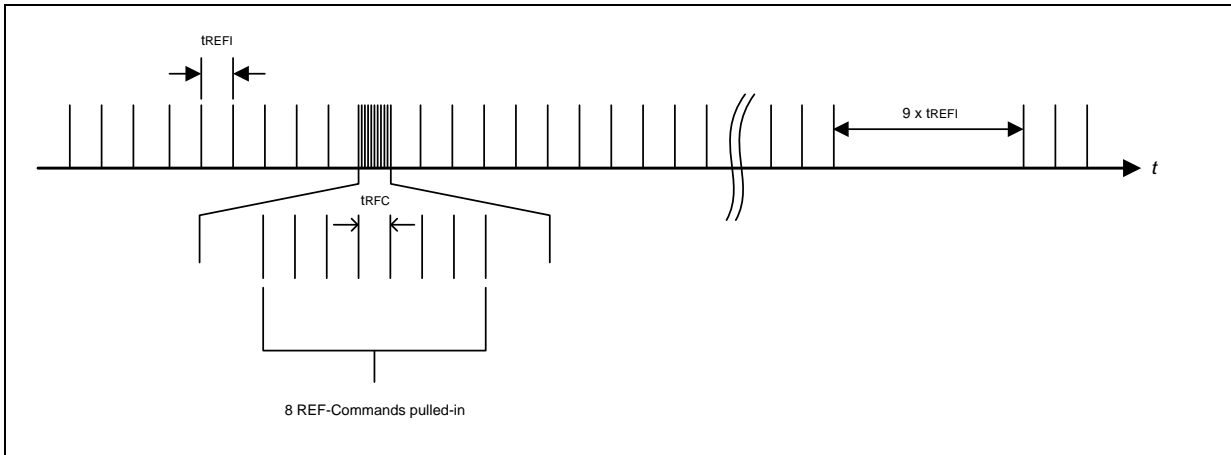 tREFI
9 x tREFI
t
tRFC
8 REF-Commands pulled-in